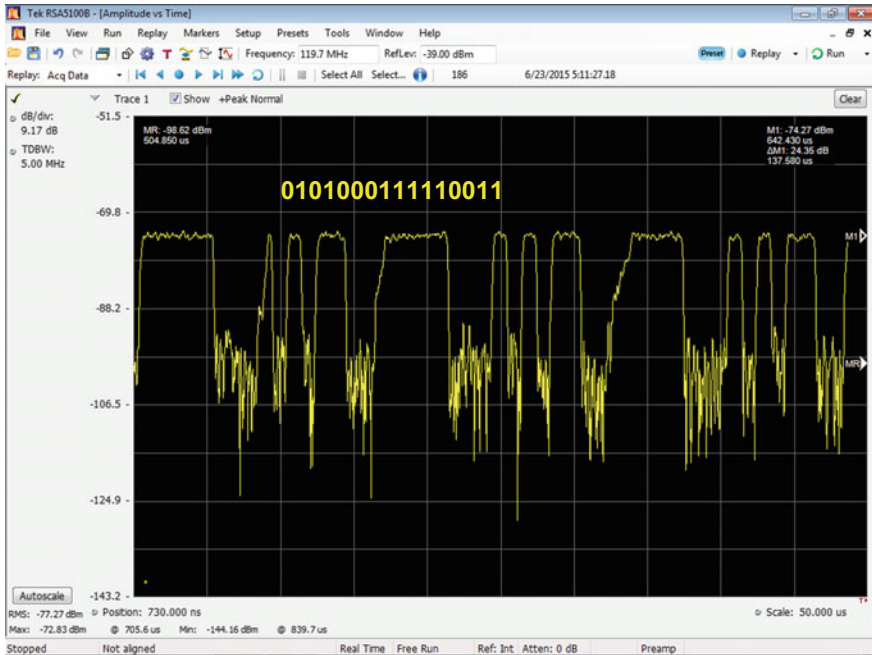 Tek RSA5100B - [Amplitude vs Time]
File View Run Replay Markers Setup Presets Tools Window Help
Frequency: 119.7 MHz RefLev: -39.00 dBm Preset Replay Run
Replay: Acq Data Select All Select... 186 6/23/2015 5:11:27.18
Trace 1 Show +Peak Normal Clear
dB/div:
9.17 dB
TDBW:
5.00 MHz
-51.5
MR: -98.62 dBm
504.850 us
M1: -74.27 dBm
642.430 us
ΔM1: 24.35 dB
137.580 us
0101000111110011
-69.8
M1
-88.2
MR
-106.5
-124.9
-143.2
Autoscale
Position: 730.000 ns Scale: 50.000 us
RMS: -77.27 dBm
Max: -72.83 dBm @ 705.6 us Min: -144.16 dBm @ 839.7 us
Stopped Not aligned Real Time Free Run Ref: Int Atten: 0 dB Preamp